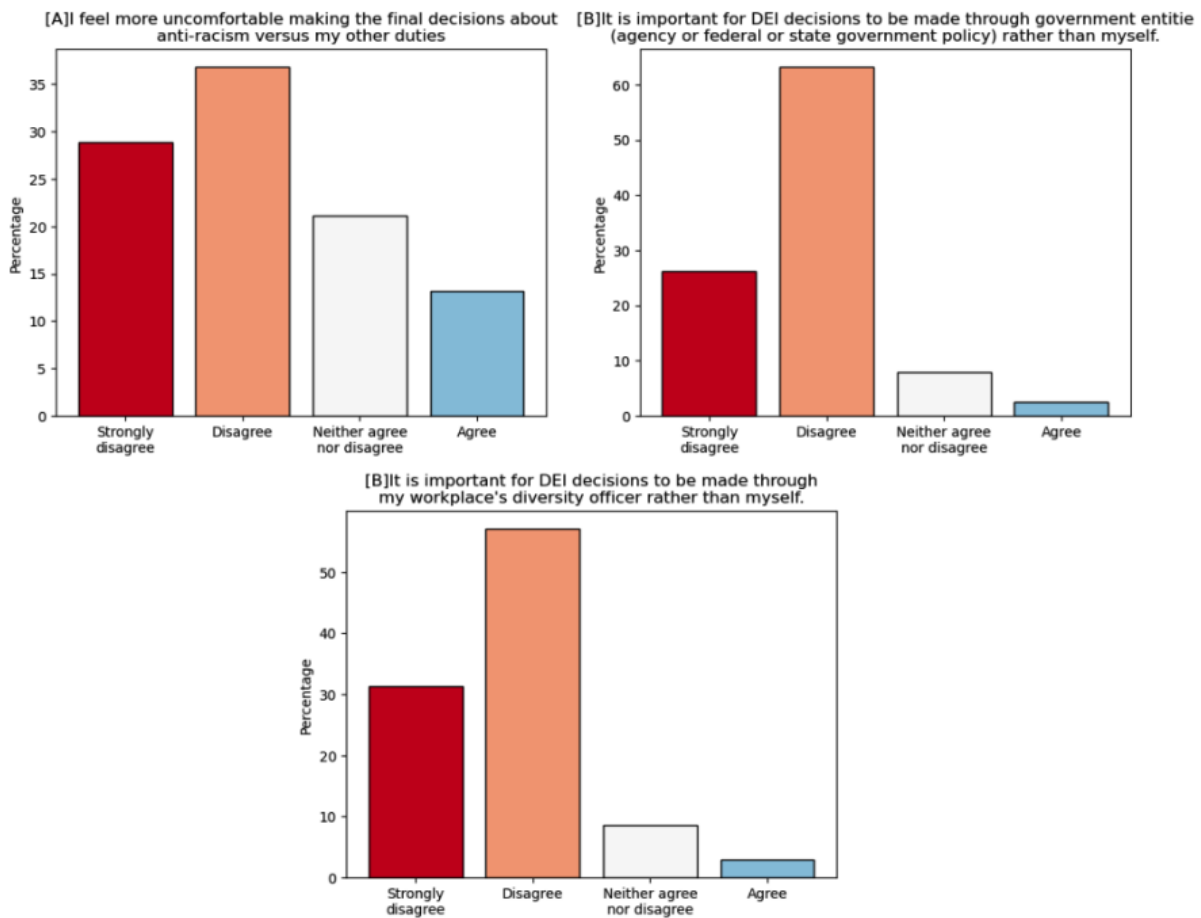 [A]I feel more uncomfortable making the final decisions about
anti-racism versus my other duties
Percentage
35
30
25
20
15
10
5
0
Strongly
disagree
Disagree
Neither agree
nor disagree
Agree
[B]It is important for DEI decisions to be made through government entitie
(agency or federal or state government policy) rather than myself.
Percentage
60
50
40
30
20
10
0
Strongly
disagree
Disagree
Neither agree
nor disagree
Agree
[B]It is important for DEI decisions to be made through
my workplace's diversity officer rather than myself.
Percentage
50
40
30
20
10
0
Strongly
disagree
Disagree
Neither agree
nor disagree
Agree